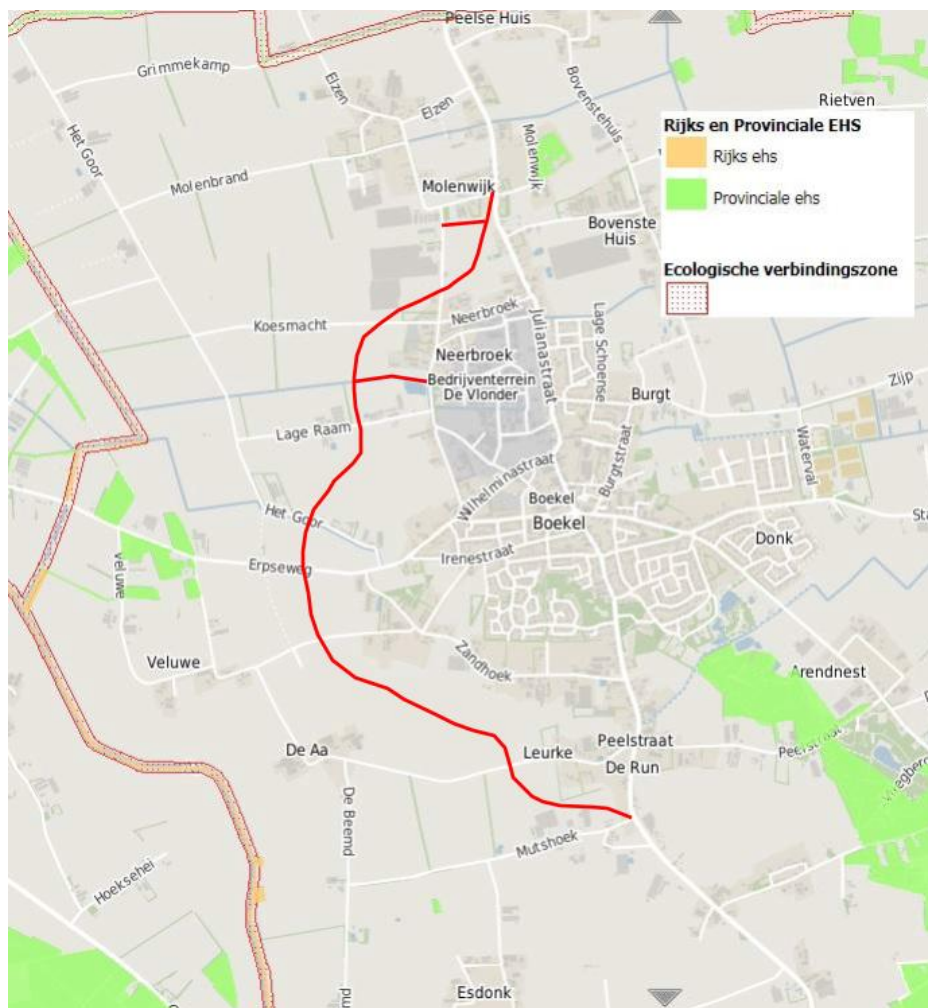 Peelse Huis
Grimmekamp
Elzen
Elzen
Bovenstehuis
Rietven
Het Goor
Molenbrand
Molenwijk
Molenwijk
Bovenste
Huis
Rijks en Provinciale EHS
Rijks ehs
Provinciale ehs
Ecologische verbindingszone
Koesmacht
Neerbroek
Julianastraat
Lage Schoense
Neerbroek
Bedrijventerrein
De Vlonder
Burgt
Zijp
Lage Raam
Burgtstraat
Waterval
Wilhelminastraat
Boekel
Boekel
Het Goor
Sta
Donk
Irenestraat
Erpseweg
Veluwe
Veluwe
Zandhoek
Arendnest
De Aa
Leurke
Peelstraat
De Run
Peelstraat
De Beemd
Mutshoek
Hoeksehei
Esdonk